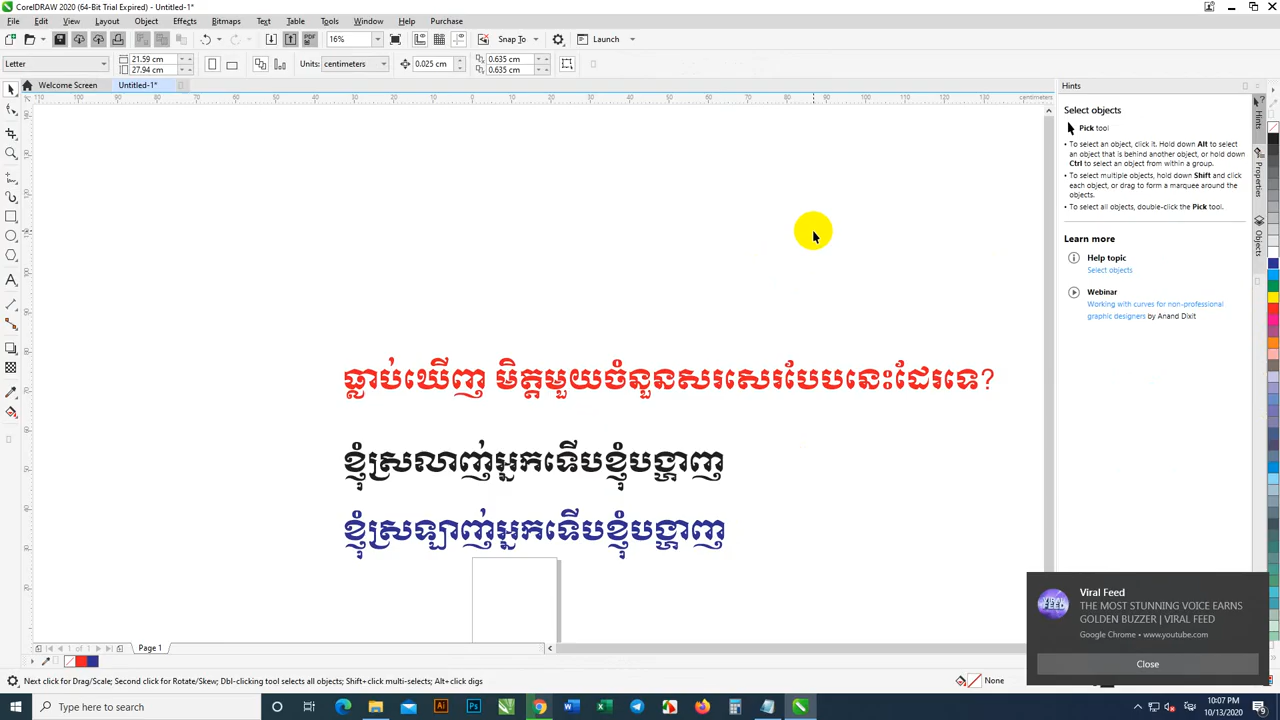 CorelDRAW 2020 (64-Bit Trial Expired) - Untitled-1*
File Edit View Layout Object Effects Bitmaps Text Table Tools Window Help Purchase
16% Snap To Launch
Letter 21.59 cm 27.94 cm Units: centimeters 0.025 cm 0.635 cm 0.635 cm
Welcome Screen Untitled-1*
centimeters
Hints
Select objects
Pick tool
• To select an object, click it. Hold down Alt to select
an object that is behind another object, or hold down
Ctrl to select an object from within a group.
• To select multiple objects, hold down Shift and click
each object, or drag to form a marquee around the
objects.
• To select all objects, double-click the Pick tool.
Learn more
Help topic
Select objects
Webinar
Working with curves for non-professional
graphic designers by Anand Dixit
Hints
Properties
Objects
ធ្លាប់ឃើញ មិត្តមួយចំនួនសរសេរបែបនេះដែរទេ?
ខ្ញុំស្រលាញ់អ្នកទើបខ្ញុំបង្ហាញ
ខ្ញុំស្រឡាញ់អ្នកទើបខ្ញុំបង្ហាញ
Viral Feed
THE MOST STUNNING VOICE EARNS
GOLDEN BUZZER | VIRAL FEED
Google Chrome • www.youtube.com
Close
1 of 1 Page 1
Next click for Drag/Scale; Second click for Rotate/Skew; Dbl-clicking tool selects all objects; Shift+click multi-selects; Alt+click digs
None
Type here to search
10:07 PM
10/13/2020